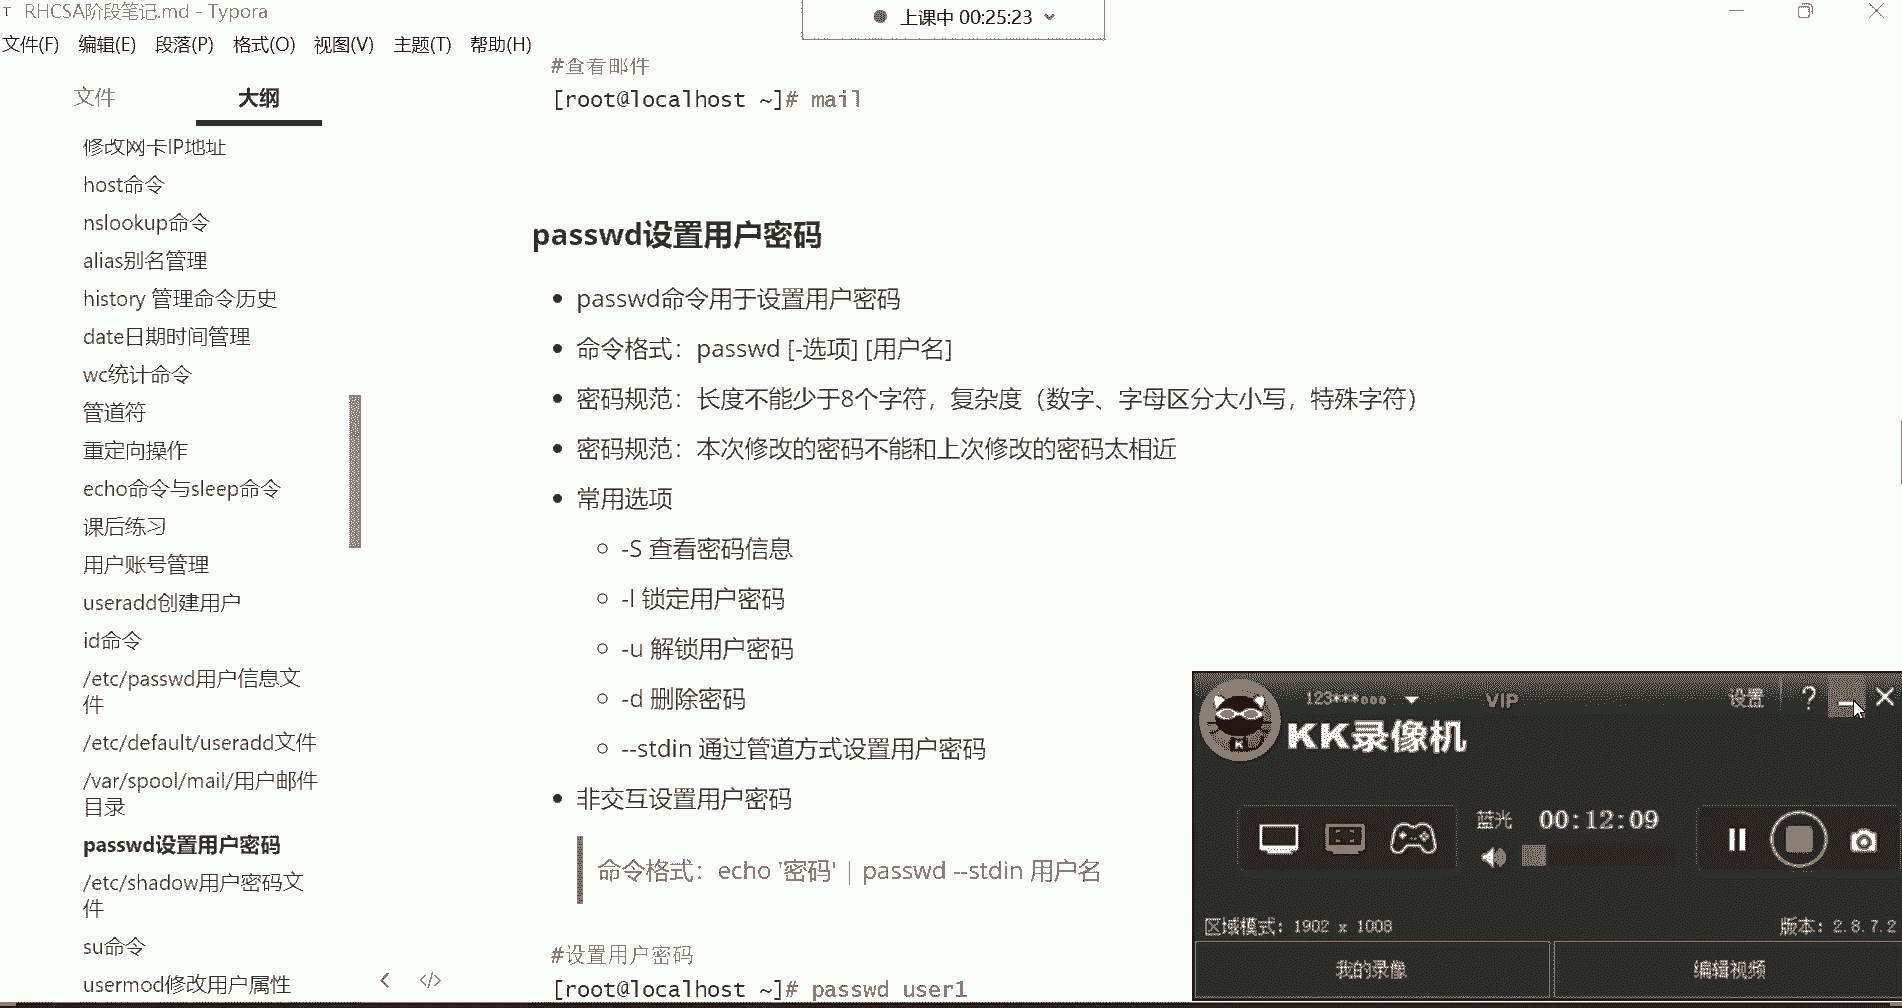 T RHCSA阶段笔记.md - Typora
上课中 00:25:23
文件(F) 编辑(E) 段落(P) 格式(O) 视图(V) 主题(T) 帮助(H)
文件 大纲
修改网卡IP地址
host命令
nslookup命令
alias别名管理
history 管理命令历史
date日期时间管理
wc统计命令
管道符
重定向操作
echo命令与sleep命令
课后练习
用户账号管理
useradd创建用户
id命令
/etc/passwd用户信息文
件
/etc/default/useradd文件
/var/spool/mail/用户邮件
目录
passwd设置用户密码
/etc/shadow用户密码文
件
su命令
usermod修改用户属性
#查看邮件
[root@localhost ~]# mail
passwd设置用户密码
passwd命令用于设置用户密码
命令格式：passwd [-选项] [用户名]
密码规范：长度不能少于8个字符，复杂度（数字、字母区分大小写，特殊字符）
密码规范：本次修改的密码不能和上次修改的密码太相近
常用选项
-S 查看密码信息
-l 锁定用户密码
-u 解锁用户密码
-d 删除密码
--stdin 通过管道方式设置用户密码
非交互设置用户密码
命令格式：echo '密码' | passwd --stdin 用户名
#设置用户密码
[root@localhost ~]# passwd user1
123***ooo VIP 设置 ?
K
KK录像机
蓝光 00:12:09
区域模式：1902 x 1008 版本：2.8.7.2
我的录像 编辑视频